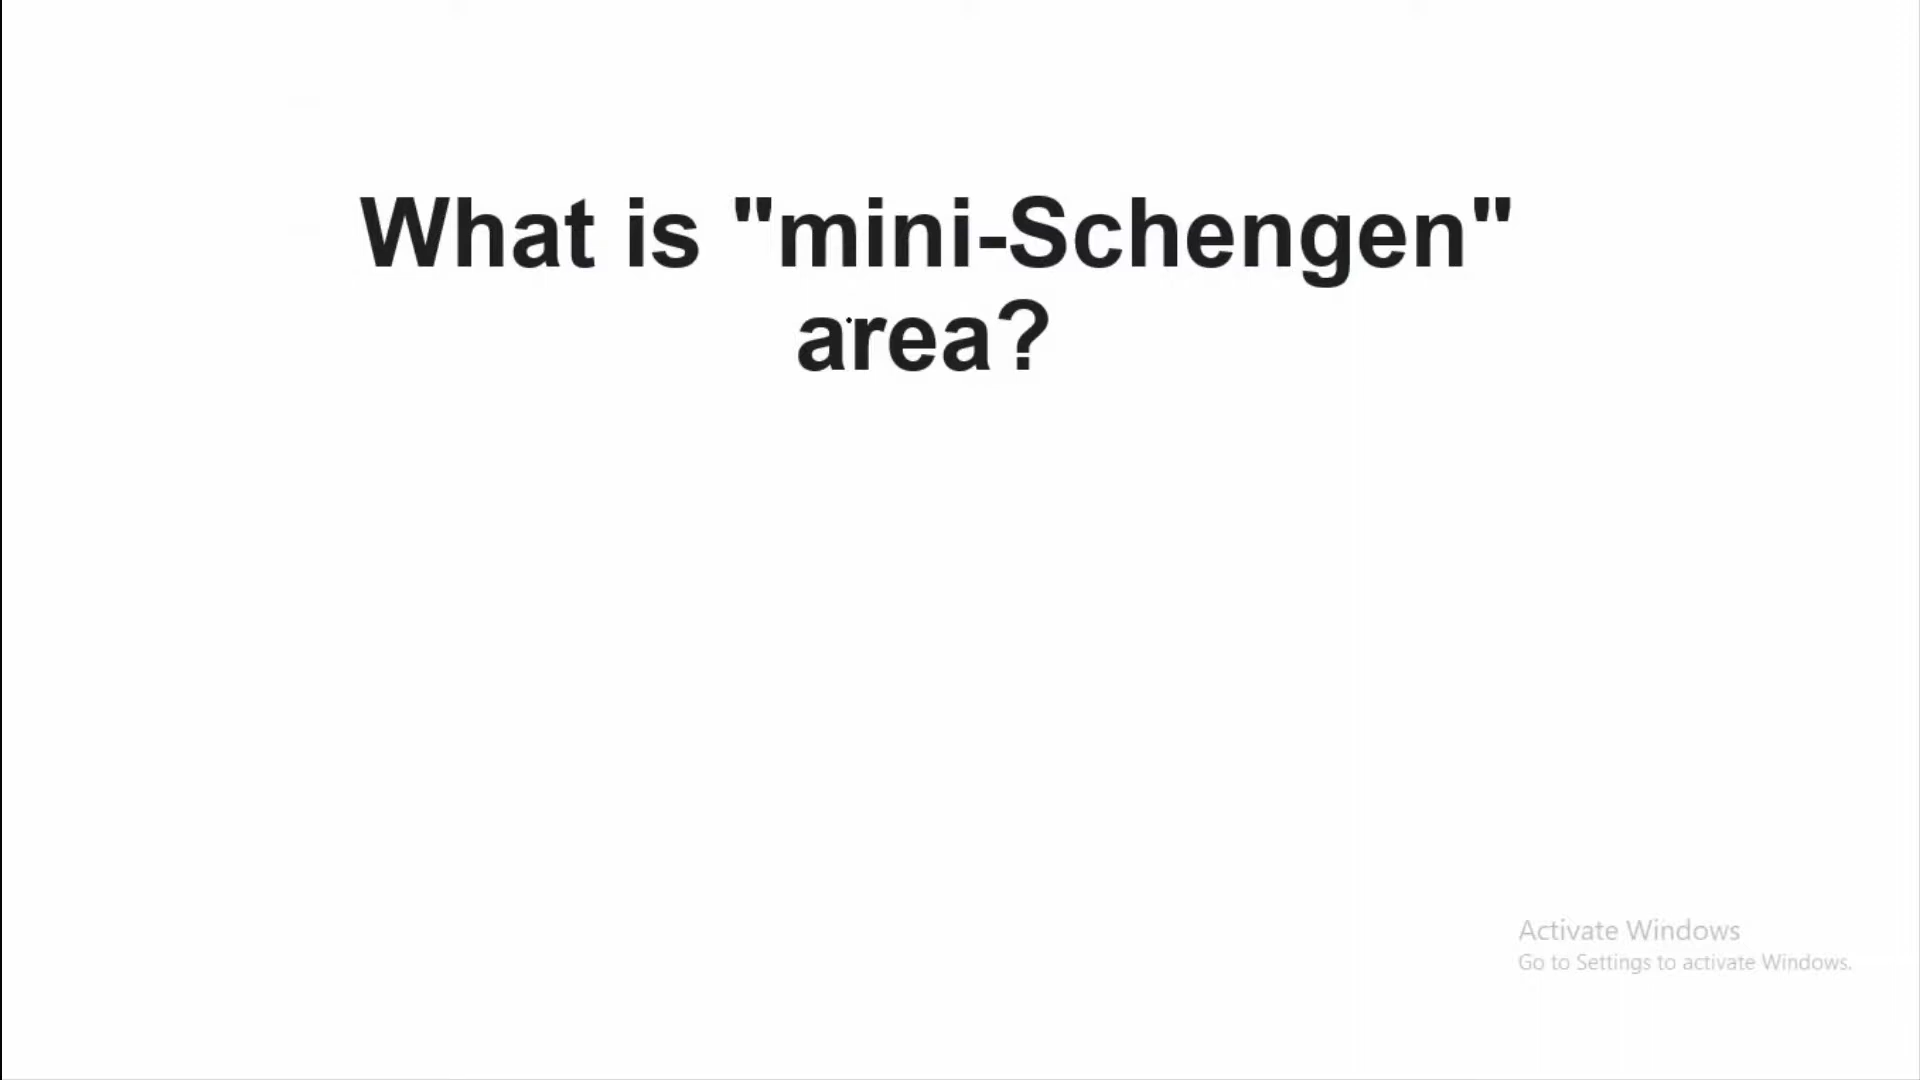 What is "mini-Schengen"
area?
Activate Windows
Go to Settings to activate Windows.